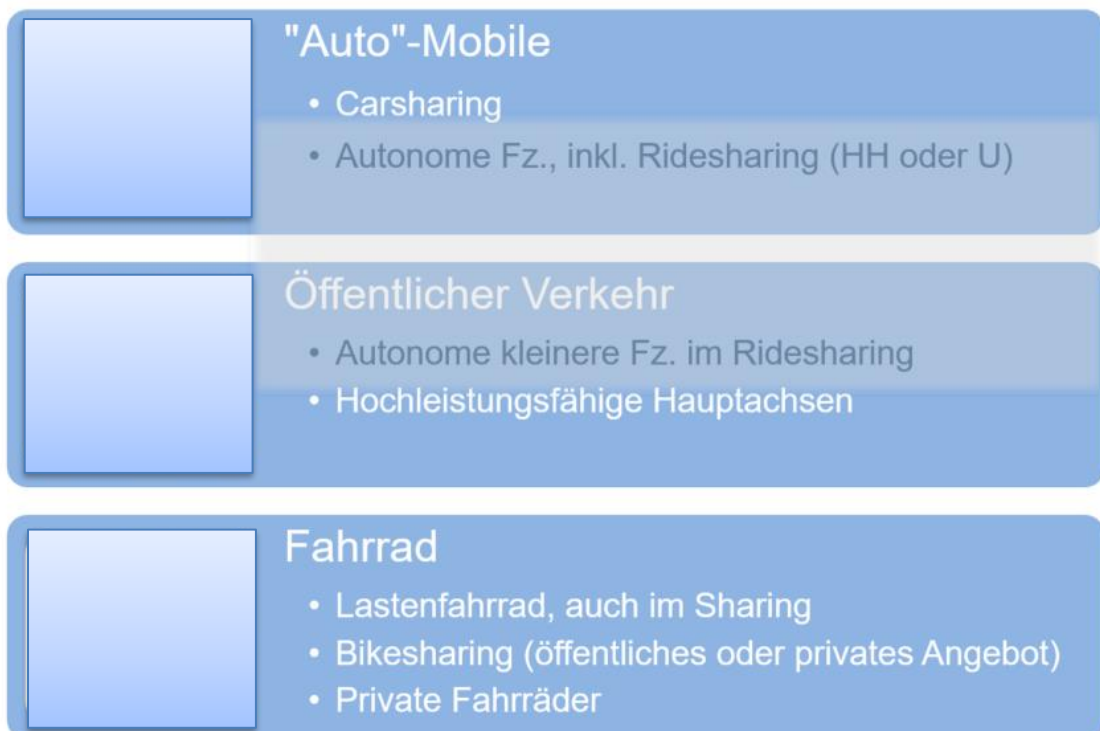 "Auto"-Mobile
• Carsharing
• Autonome Fz., inkl. Ridesharing (HH oder U)
Öffentlicher Verkehr
• Autonome kleinere Fz. im Ridesharing
• Hochleistungsfähige Hauptachsen
Fahrrad
• Lastenfahrrad, auch im Sharing
• Bikesharing (öffentliches oder privates Angebot)
• Private Fahrräder